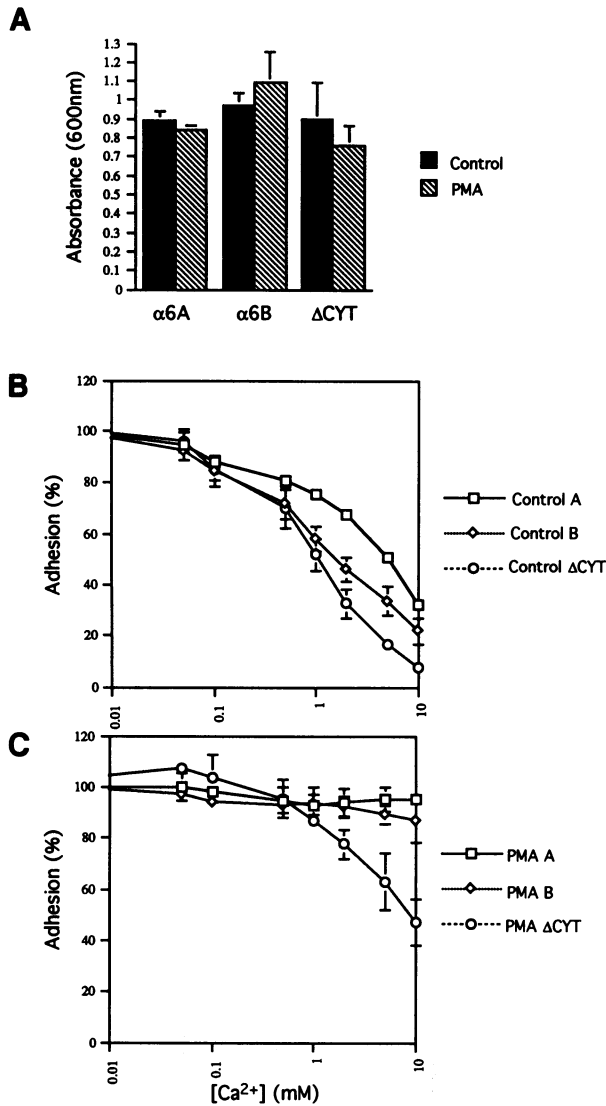 A
Absorbance (600nm)
1.3
1.2
1.1
1
0.9
0.8
0.7
0.6
0.5
0.4
0.3
0.2
0.1
0
α6A
α6B
ΔCYT
Control
PMA
B
Adhesion (%)
120
100
80
60
40
20
0
0.01
0.1
1
10
Control A
Control B
Control ΔCYT
C
Adhesion (%)
120
100
80
60
40
20
0
0.01
0.1
1
10
[Ca2+] (mM)
PMA A
PMA B
PMA ΔCYT